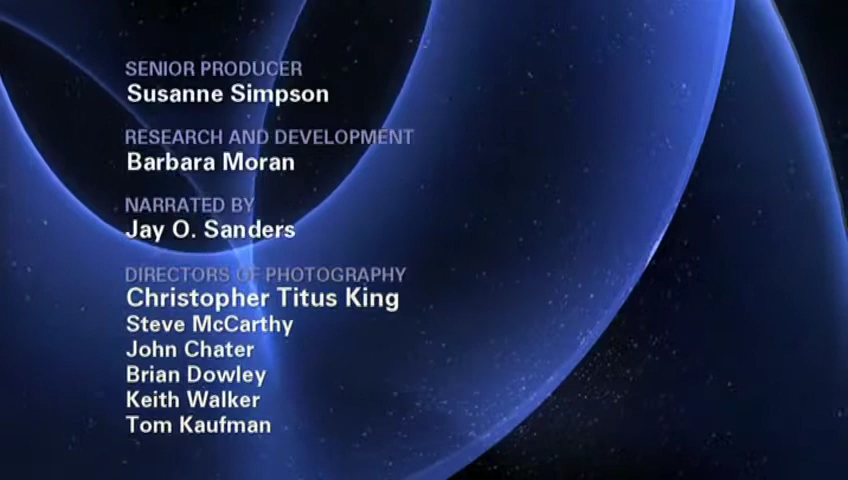 SENIOR PRODUCER
Susanne Simpson
RESEARCH AND DEVELOPMENT
Barbara Moran
NARRATED BY
Jay O. Sanders
DIRECTORS OF PHOTOGRAPHY
Christopher Titus King
Steve McCarthy
John Chater
Brian Dowley
Keith Walker
Tom Kaufman